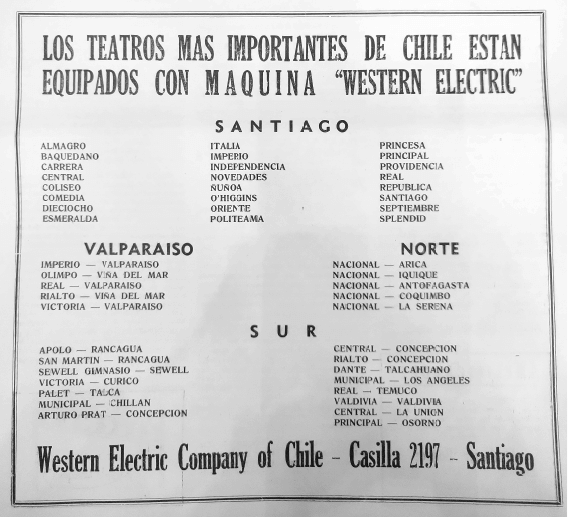 LOS TEATROS MAS IMPORTANTES DE CHILE ESTAN
EQUIPADOS CON MAQUINA "WESTERN ELECTRIC"
SANTIAGO
ALMAGRO
BAQUEDANO
CARRERA
CENTRAL
COLISEO
COMEDIA
DIECIOCHO
ESMERALDA
ITALIA
IMPERIO
INDEPENDENCIA
NOVEDADES
ÑUÑOA
O'HIGGINS
ORIENTE
POLITEAMA
PRINCESA
PRINCIPAL
PROVIDENCIA
REAL
REPUBLICA
SANTIAGO
SEPTIEMBRE
SPLENDID
VALPARAISO
IMPERIO — VALPARAISO
OLIMPO — VIÑA DEL MAR
REAL — VALPARAISO
RIALTO — VIÑA DEL MAR
VICTORIA — VALPARAISO
NORTE
NACIONAL — ARICA
NACIONAL — IQUIQUE
NACIONAL — ANTOFAGASTA
NACIONAL — COQUIMBO
NACIONAL — LA SERENA
SUR
APOLO — RANCAGUA
SAN MARTIN — RANCAGUA
SEWELL GIMNASIO — SEWELL
VICTORIA — CURICO
PALET — TALCA
MUNICIPAL — CHILLAN
ARTURO PRAT — CONCEPCION
CENTRAL — CONCEPCION
RIALTO — CONCEPCION
DANTE — TALCAHUANO
MUNICIPAL — LOS ANGELES
REAL — TEMUCO
VALDIVIA — VALDIVIA
CENTRAL — LA UNION
PRINCIPAL — OSORNO
Western Electric Company of Chile - Casilla 2197 - Santiago